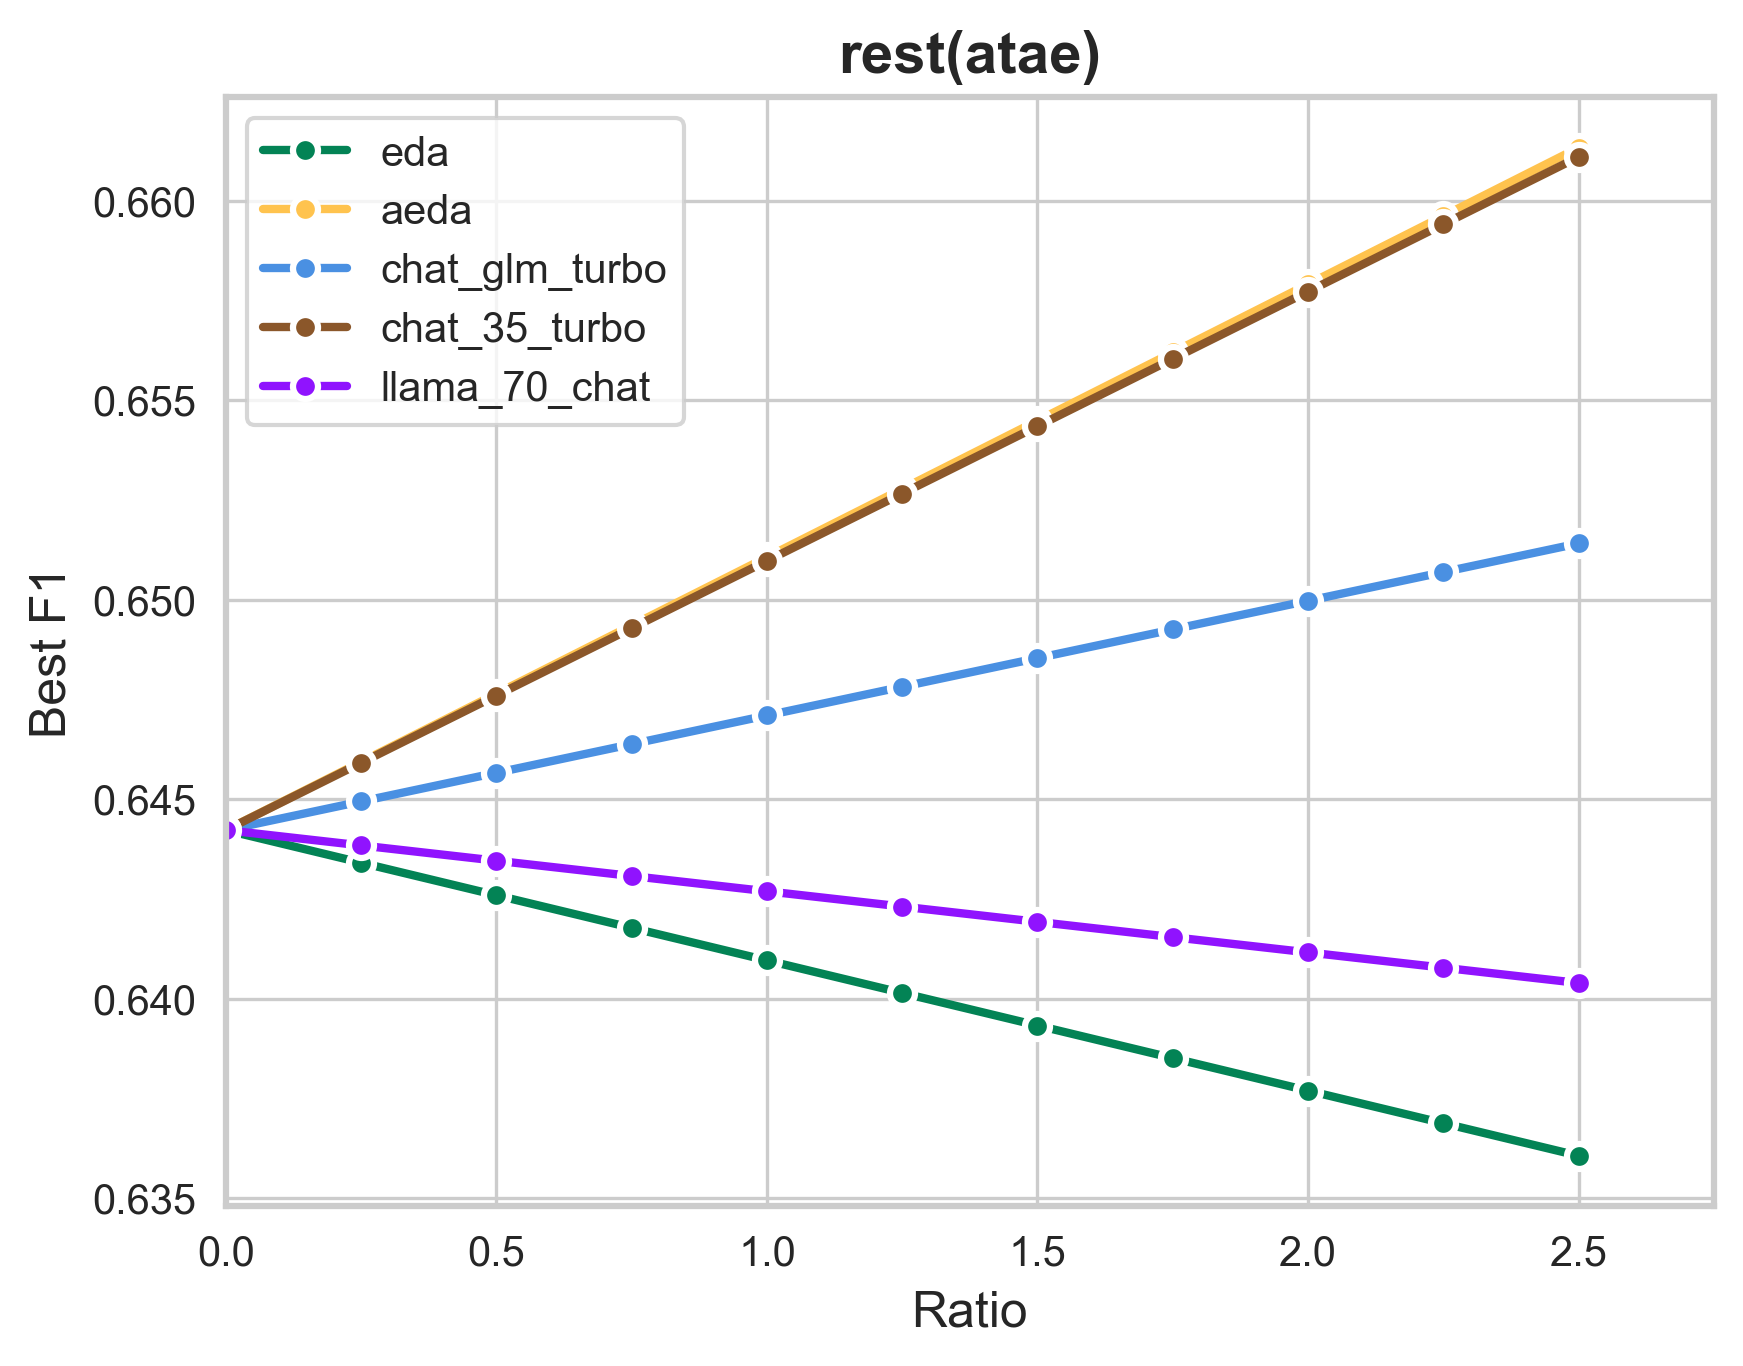 rest(atae)
eda
aeda
chat_glm_turbo
chat_35_turbo
llama_70_chat
0.660
0.655
0.650
0.645
0.640
0.635
Best F1
0.0 0.5 1.0 1.5 2.0 2.5
Ratio